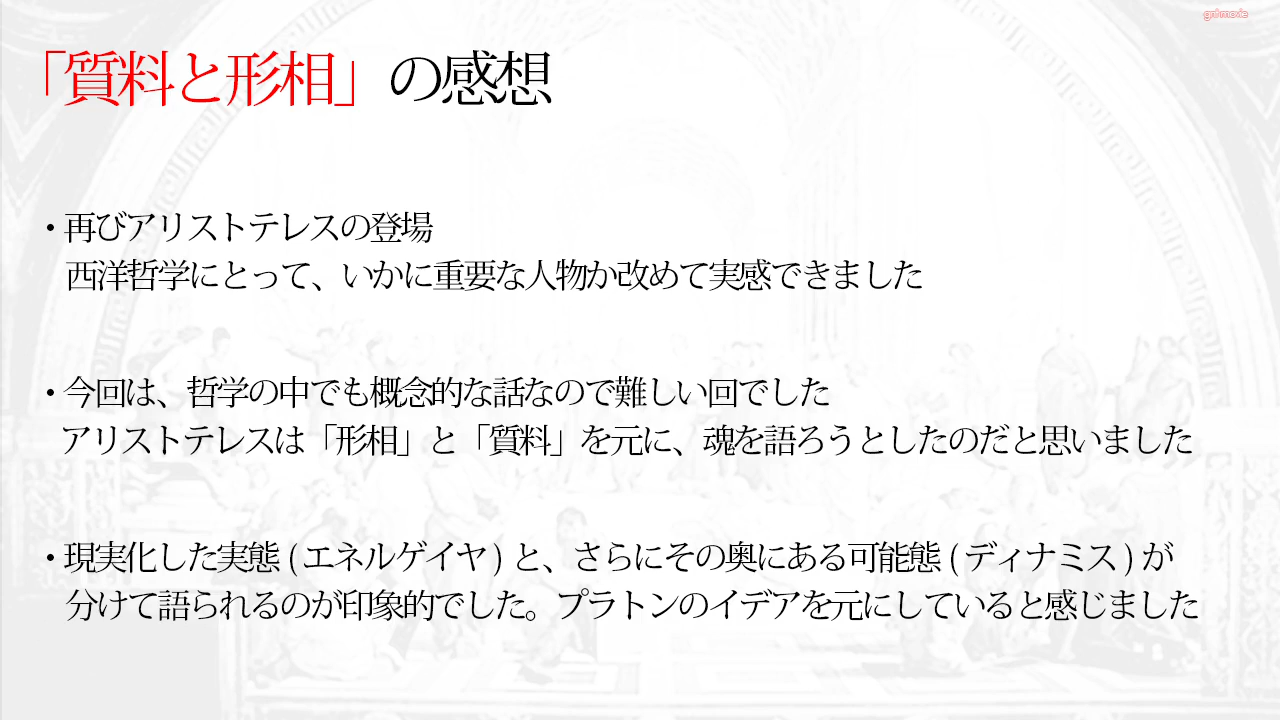 gnt moxie
「質料と形相」の感想
・再びアリストテレスの登場
西洋哲学にとって、いかに重要な人物か改めて実感できました
・今回は、哲学の中でも概念的な話なので難しい回でした
アリストテレスは「形相」と「質料」を元に、魂を語ろうとしたのだと思いました
・現実化した実態 ( エネルゲイヤ ) と、さらにその奥にある可能態 ( ディナミス ) が
分けて語られるのが印象的でした。プラトンのイデアを元にしていると感じました